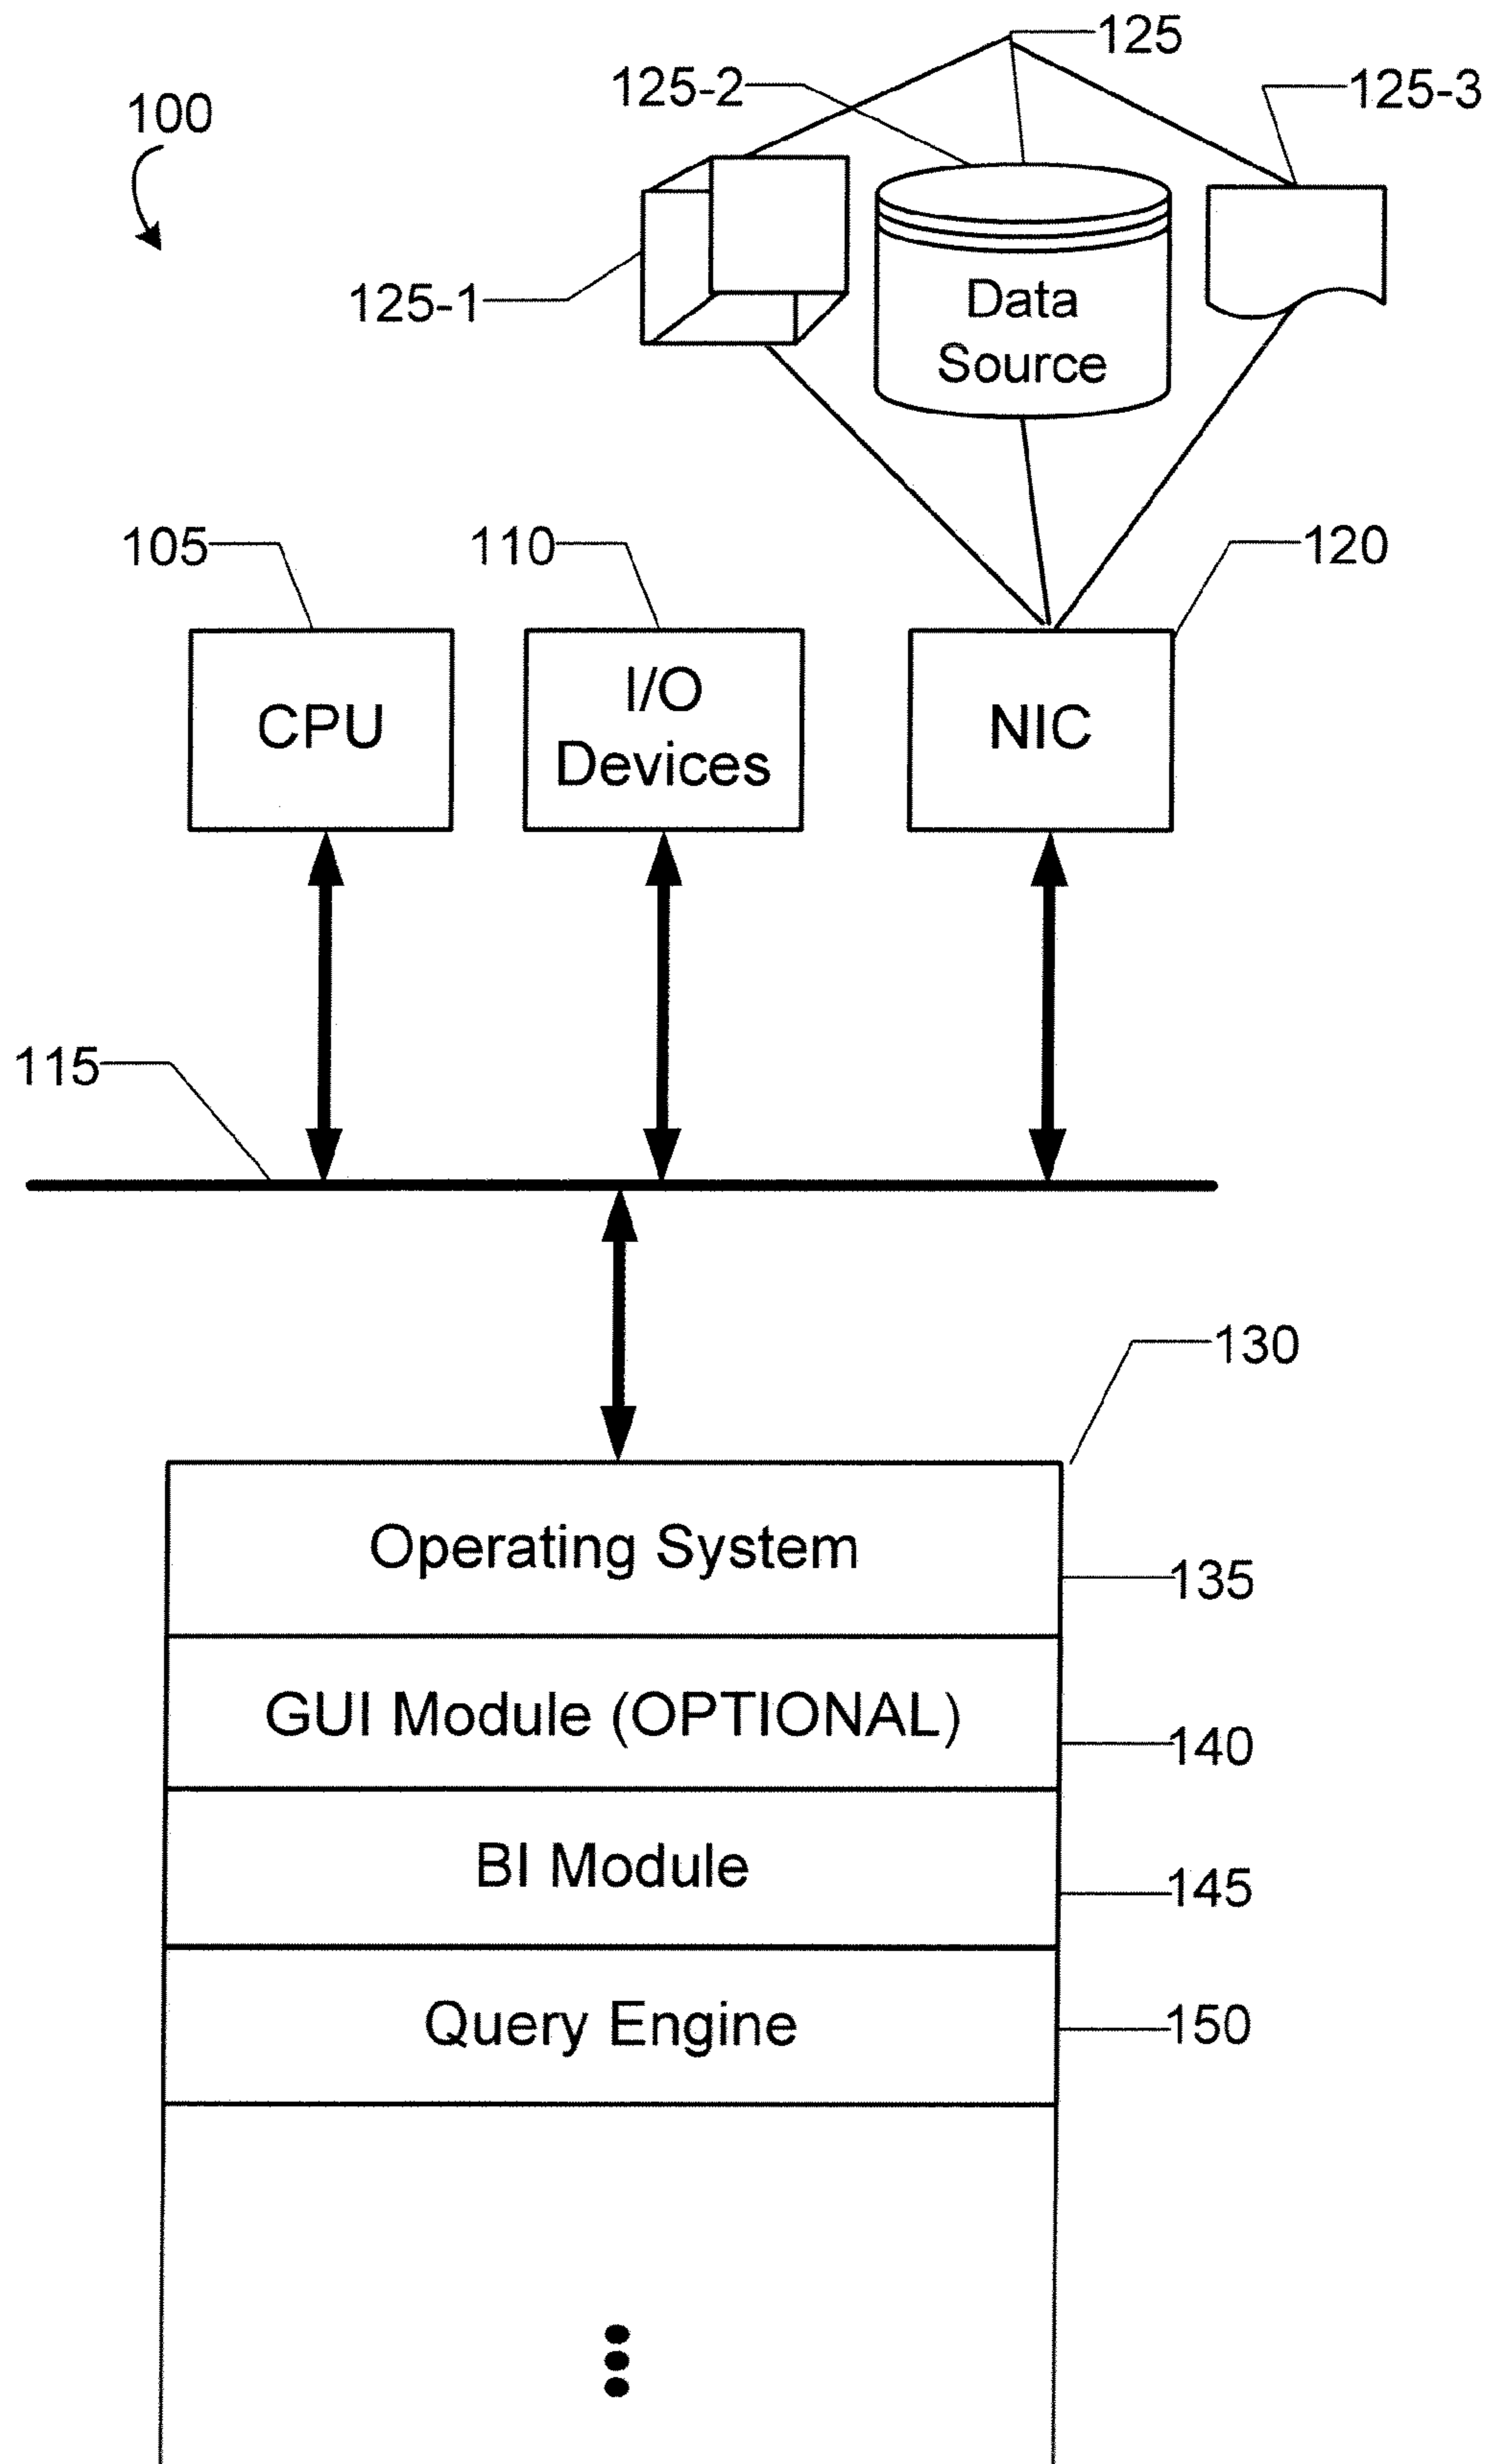 125
125-2
125-3
100
125-1
Data
Source
105
110
120
CPU
I/O
Devices
NIC
115
130
Operating System
135
GUI Module (OPTIONAL)
140
BI Module
145
Query Engine
150